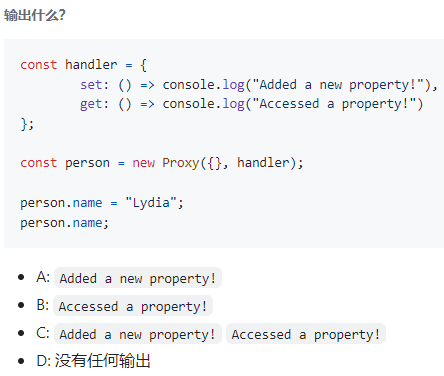 输出什么?
const handler = {
        set: () => console.log("Added a new property!"),
        get: () => console.log("Accessed a property!")
};

const person = new Proxy({}, handler);

person.name = "Lydia";
person.name;
• A: Added a new property!
• B: Accessed a property!
• C: Added a new property! Accessed a property!
• D: 没有任何输出